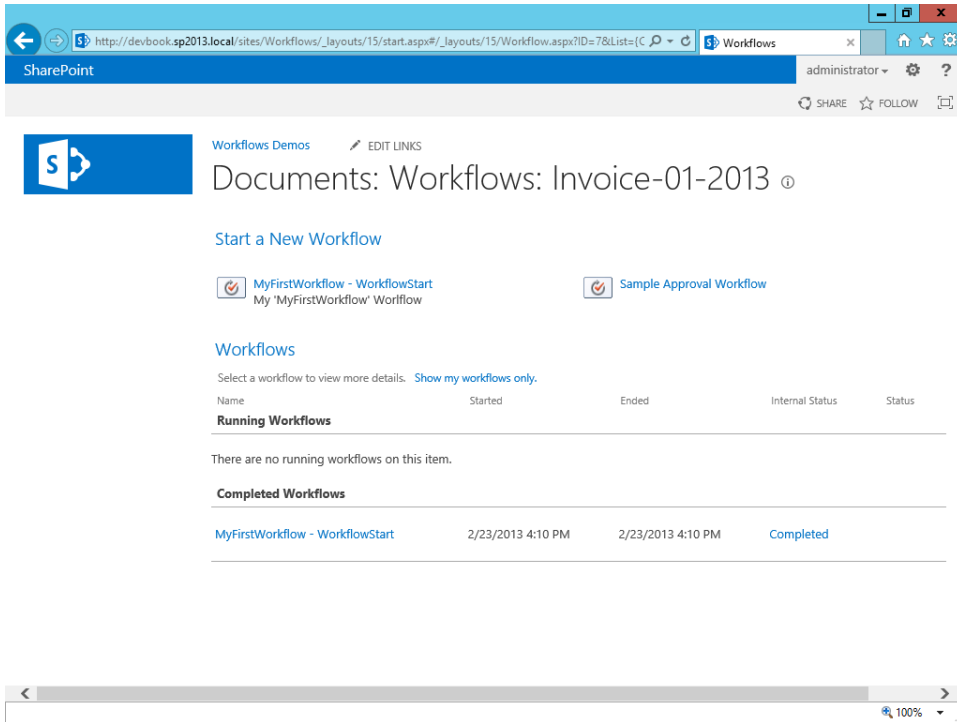 http://devbook.sp2013.local/sites/Workflows/_layouts/15/start.aspx#/_layouts/15/Workflow.aspx?ID=7&List={C
Workflows
SharePoint
administrator
?
SHARE
FOLLOW
S
Workflows Demos
EDIT LINKS
Documents: Workflows: Invoice-01-2013
Start a New Workflow
MyFirstWorkflow - WorkflowStart
My 'MyFirstWorkflow' Worlflow
Sample Approval Workflow
Workflows
Select a workflow to view more details. Show my workflows only.
Name Started Ended Internal Status Status
Running Workflows
There are no running workflows on this item.
Completed Workflows
MyFirstWorkflow - WorkflowStart 2/23/2013 4:10 PM 2/23/2013 4:10 PM Completed
100%